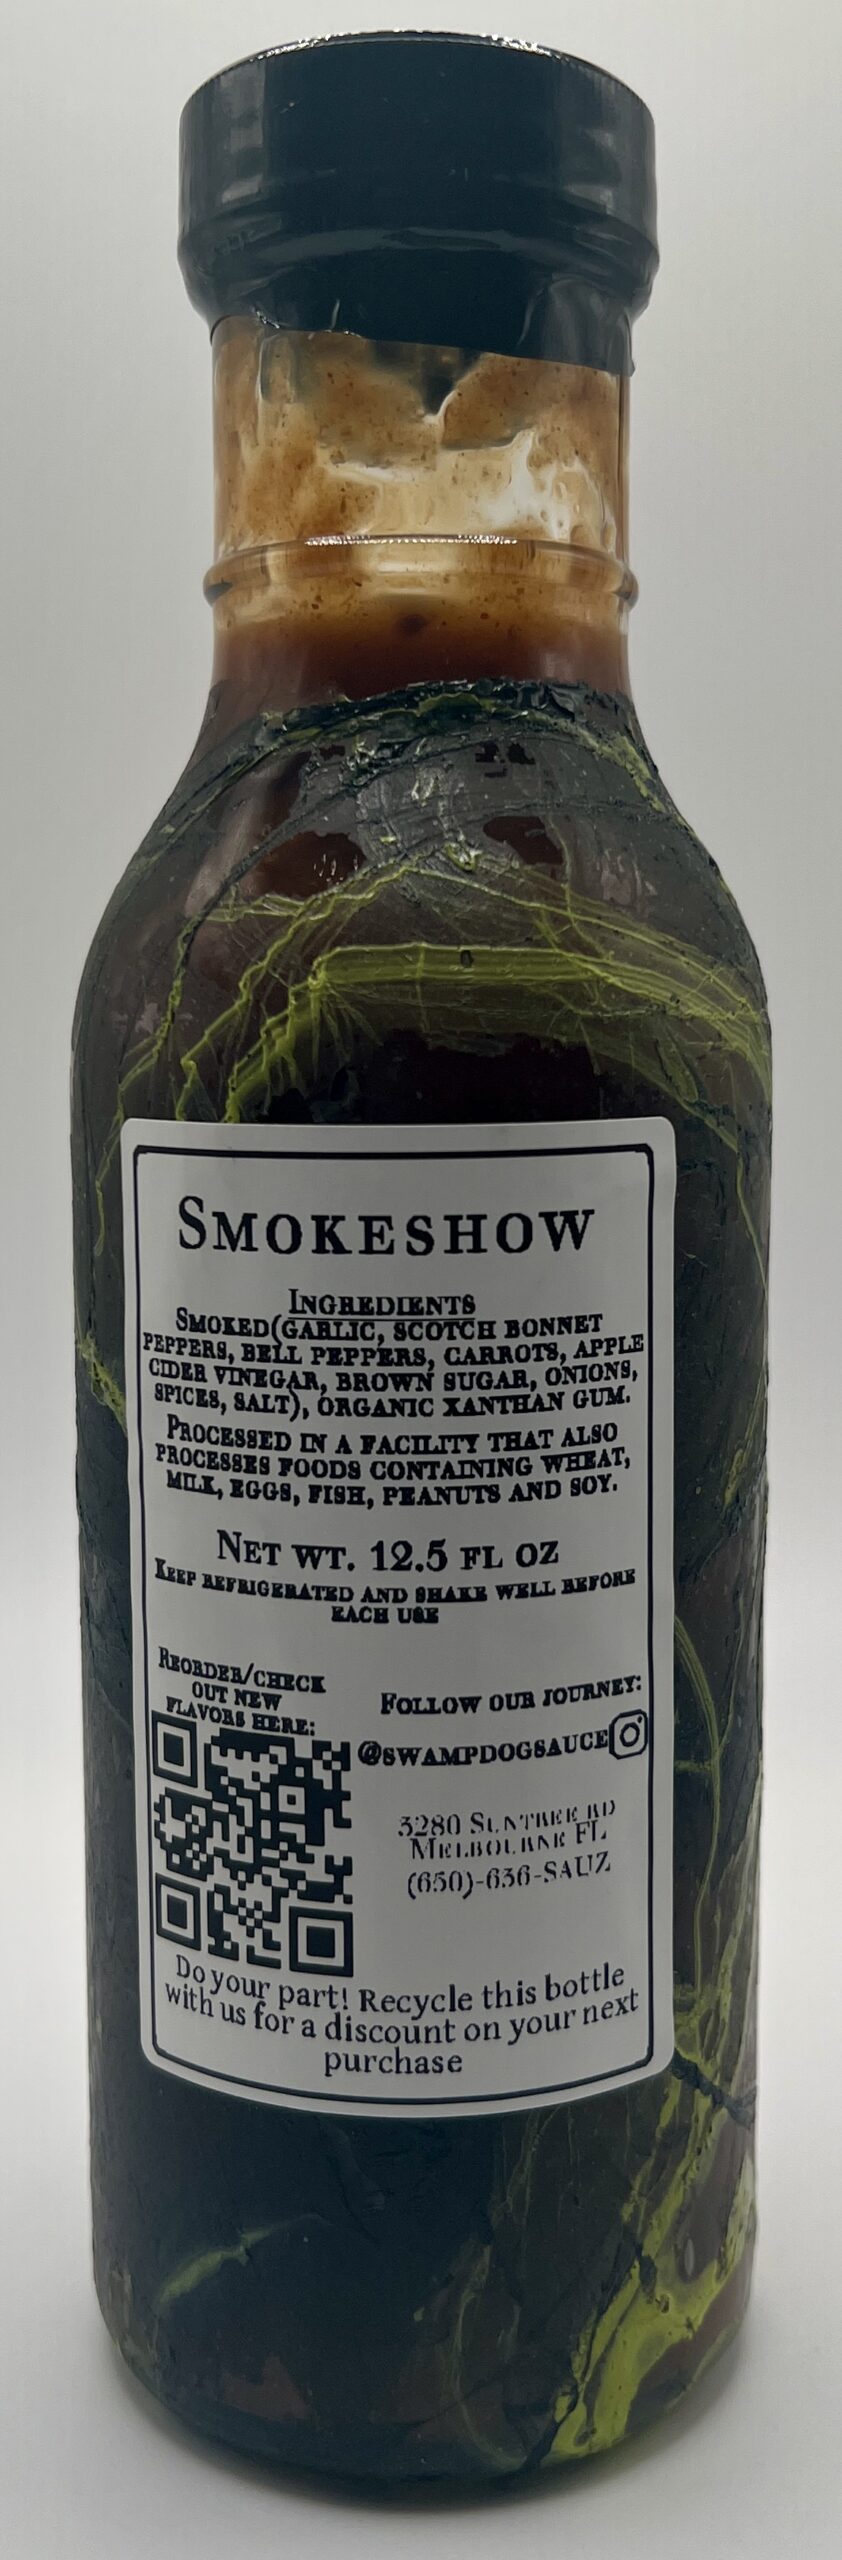 SMOKESHOW
INGREDIENTS
SMOKED(GARLIC, SCOTCH BONNET
PEPPERS, BELL PEPPERS, CARROTS, APPLE
CIDER VINEGAR, BROWN SUGAR, ONIONS,
SPICES, SALT), ORGANIC XANTHAN GUM.
PROCESSED IN A FACILITY THAT ALSO
PROCESSES FOODS CONTAINING WHEAT,
MILK, EGGS, FISH, PEANUTS AND SOY.
NET WT. 12.5 FL OZ
KEEP REFRIGERATED AND SHAKE WELL BEFORE
EACH USE
REORDER/CHECK
OUT NEW
FLAVORS HERE:
FOLLOW OUR JOURNEY:
@SWAMPDOGSAUCE
3280 SUNTREE RD
MELBOURNE FL
(650)-636-SAUZ
Do your part! Recycle this bottle
with us for a discount on your next
purchase